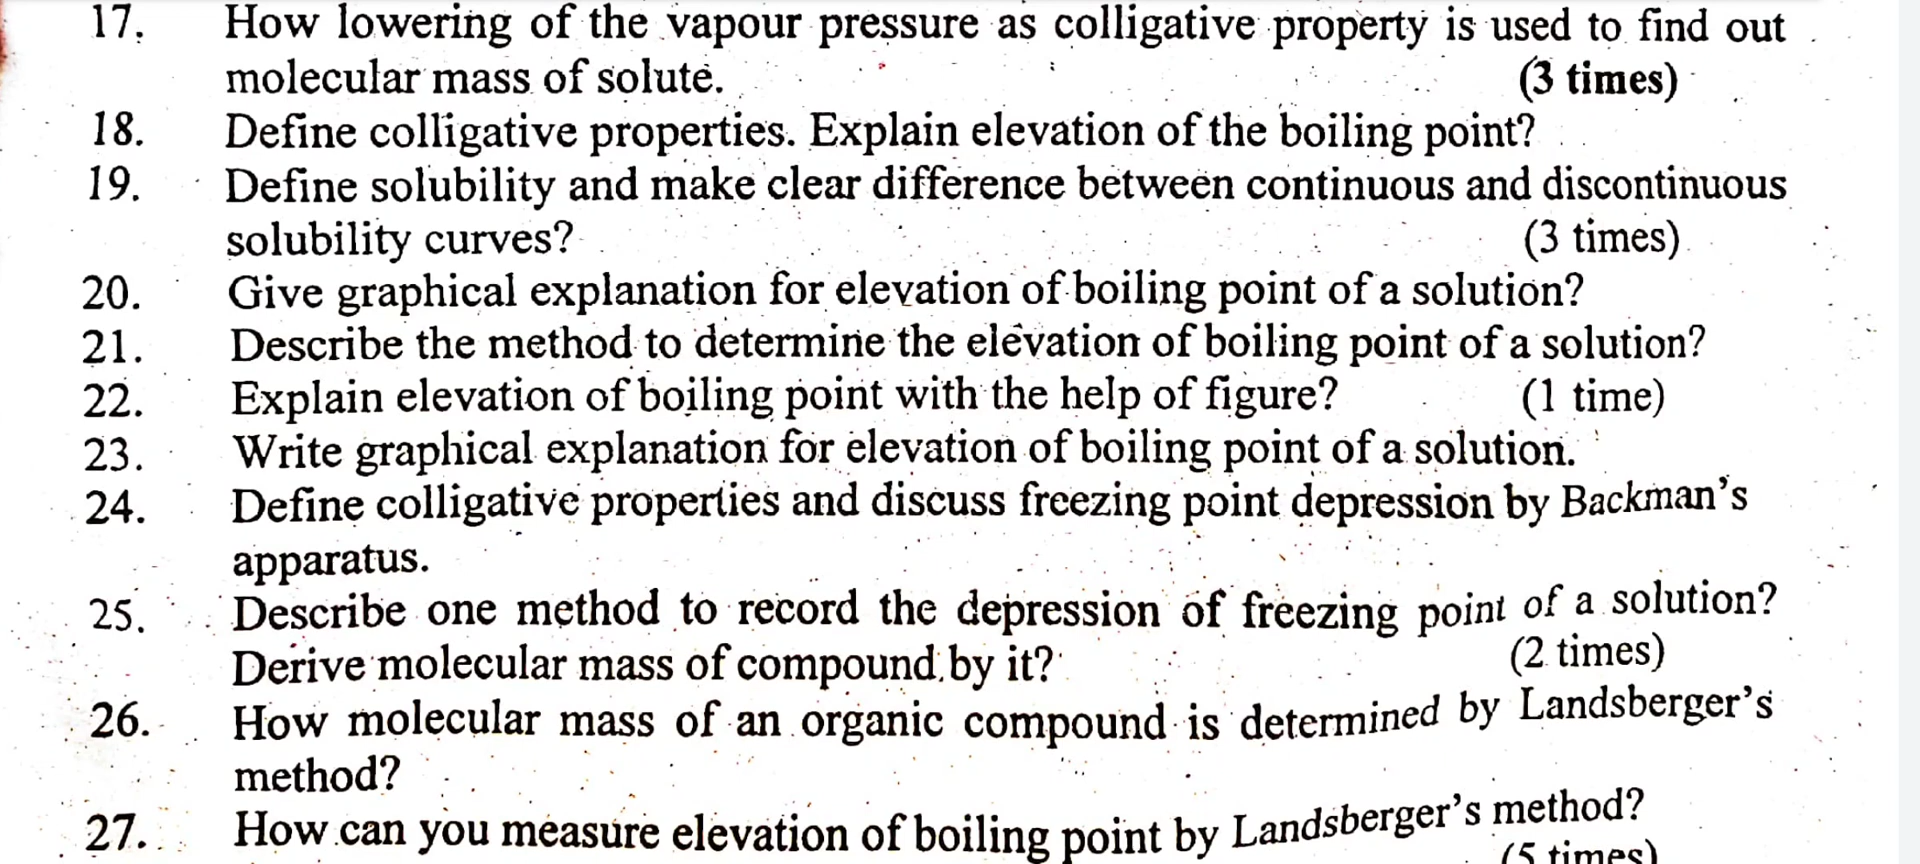 17. How lowering of the vapour pressure as colligative property is used to find out
molecular mass of solute. (3 times)
18. Define colligative properties. Explain elevation of the boiling point?
19. Define solubility and make clear difference between continuous and discontinuous
solubility curves? (3 times)
20. Give graphical explanation for elevation of boiling point of a solution?
21. Describe the method to determine the elevation of boiling point of a solution?
22. Explain elevation of boiling point with the help of figure? (1 time)
23. Write graphical explanation for elevation of boiling point of a solution.
24. Define colligative properties and discuss freezing point depression by Backman's
apparatus.
25. Describe one method to record the depression of freezing point of a solution?
Derive molecular mass of compound by it? (2 times)
26. How molecular mass of an organic compound is determined by Landsberger's
method?
27. How can you measure elevation of boiling point by Landsberger's method?
(5 times)